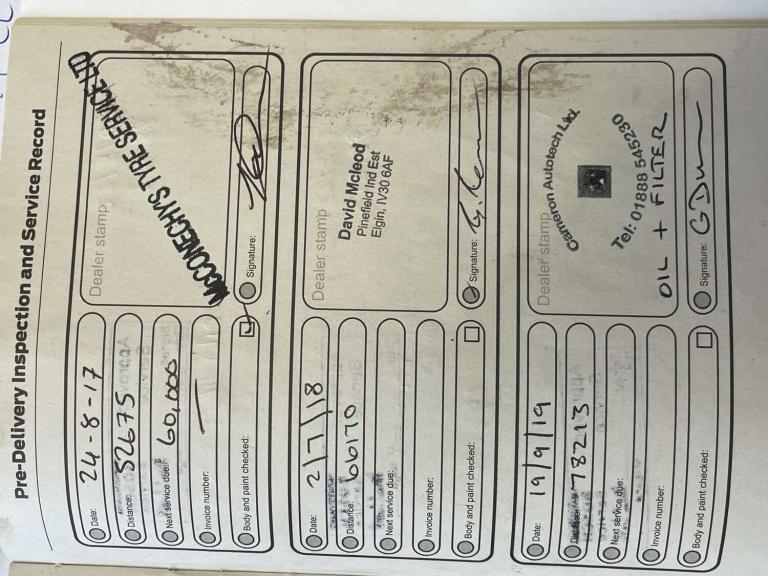 Pre-Delivery Inspection and Service Record
Date: 24-8-17
Distance: 52675
Next service due: 60,000
Invoice number: —
Body and paint checked:
Dealer stamp
McCONECHY'S TYRE SERVICE LTD
Signature:
Date: 2/7/18
Distance: 66170
Next service due:
Invoice number:
Body and paint checked:
Dealer stamp
David Mcleod
Pinefield Ind Est
Elgin, IV30 6AF
Signature:
Date: 19/9/19
Distance: 78213
Next service due:
Invoice number:
Body and paint checked:
Dealer stamp
Cameron Autotech Ltd.
Tel: 01888 545230
OIL + FILTER
Signature: